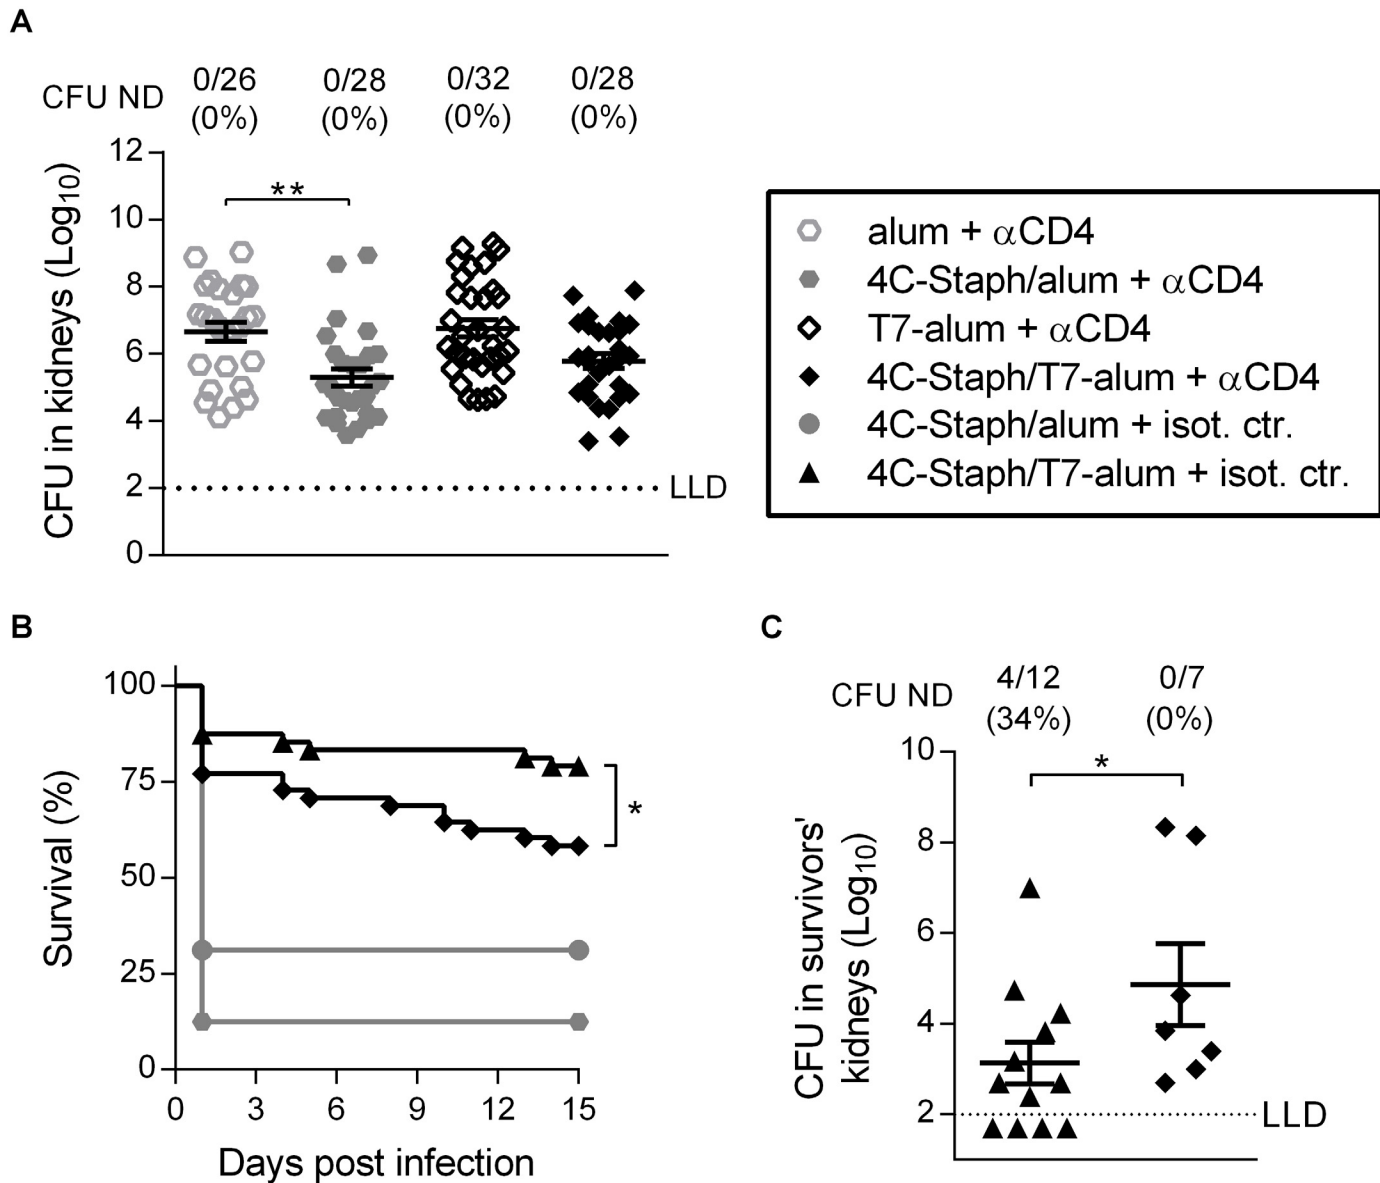 A
CFU ND
0/26 0/28 0/32 0/28
(0%) (0%) (0%) (0%)
CFU in kidneys (Log10)
12
10
8
6
4
2
0
**
LLD
alum + αCD4
4C-Staph/alum + αCD4
T7-alum + αCD4
4C-Staph/T7-alum + αCD4
4C-Staph/alum + isot. ctr.
4C-Staph/T7-alum + isot. ctr.
B
Survival (%)
100
75
50
25
0
*
0 3 6 9 12 15
Days post infection
C
CFU ND
4/12 0/7
(34%) (0%)
CFU in survivors'
kidneys (Log10)
10
8
6
4
2
*
LLD